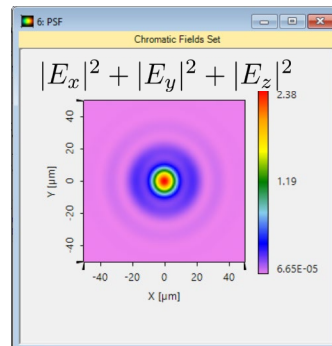 6: PSF
Chromatic Fields Set
|E_x|^2 + |E_y|^2 + |E_z|^2
2.38
1.19
6.65E-05
Y [µm]
40
20
0
-20
-40
-40 -20 0 20 40
X [µm]